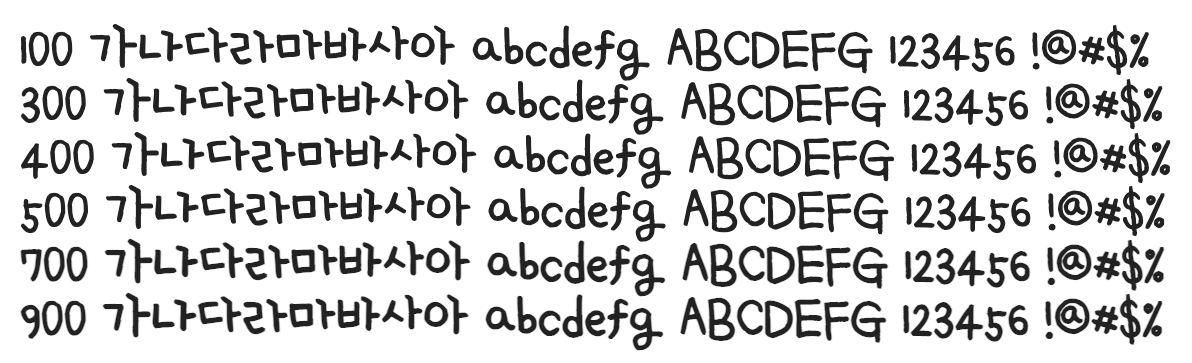 100 가나다라마바사아 abcdefg ABCDEFG 123456 !@#$%
300 가나다라마바사아 abcdefg ABCDEFG 123456 !@#$%
400 가나다라마바사아 abcdefg ABCDEFG 123456 !@#$%
500 가나다라마바사아 abcdefg ABCDEFG 123456 !@#$%
700 가나다라마바사아 abcdefg ABCDEFG 123456 !@#$%
900 가나다라마바사아 abcdefg ABCDEFG 123456 !@#$%